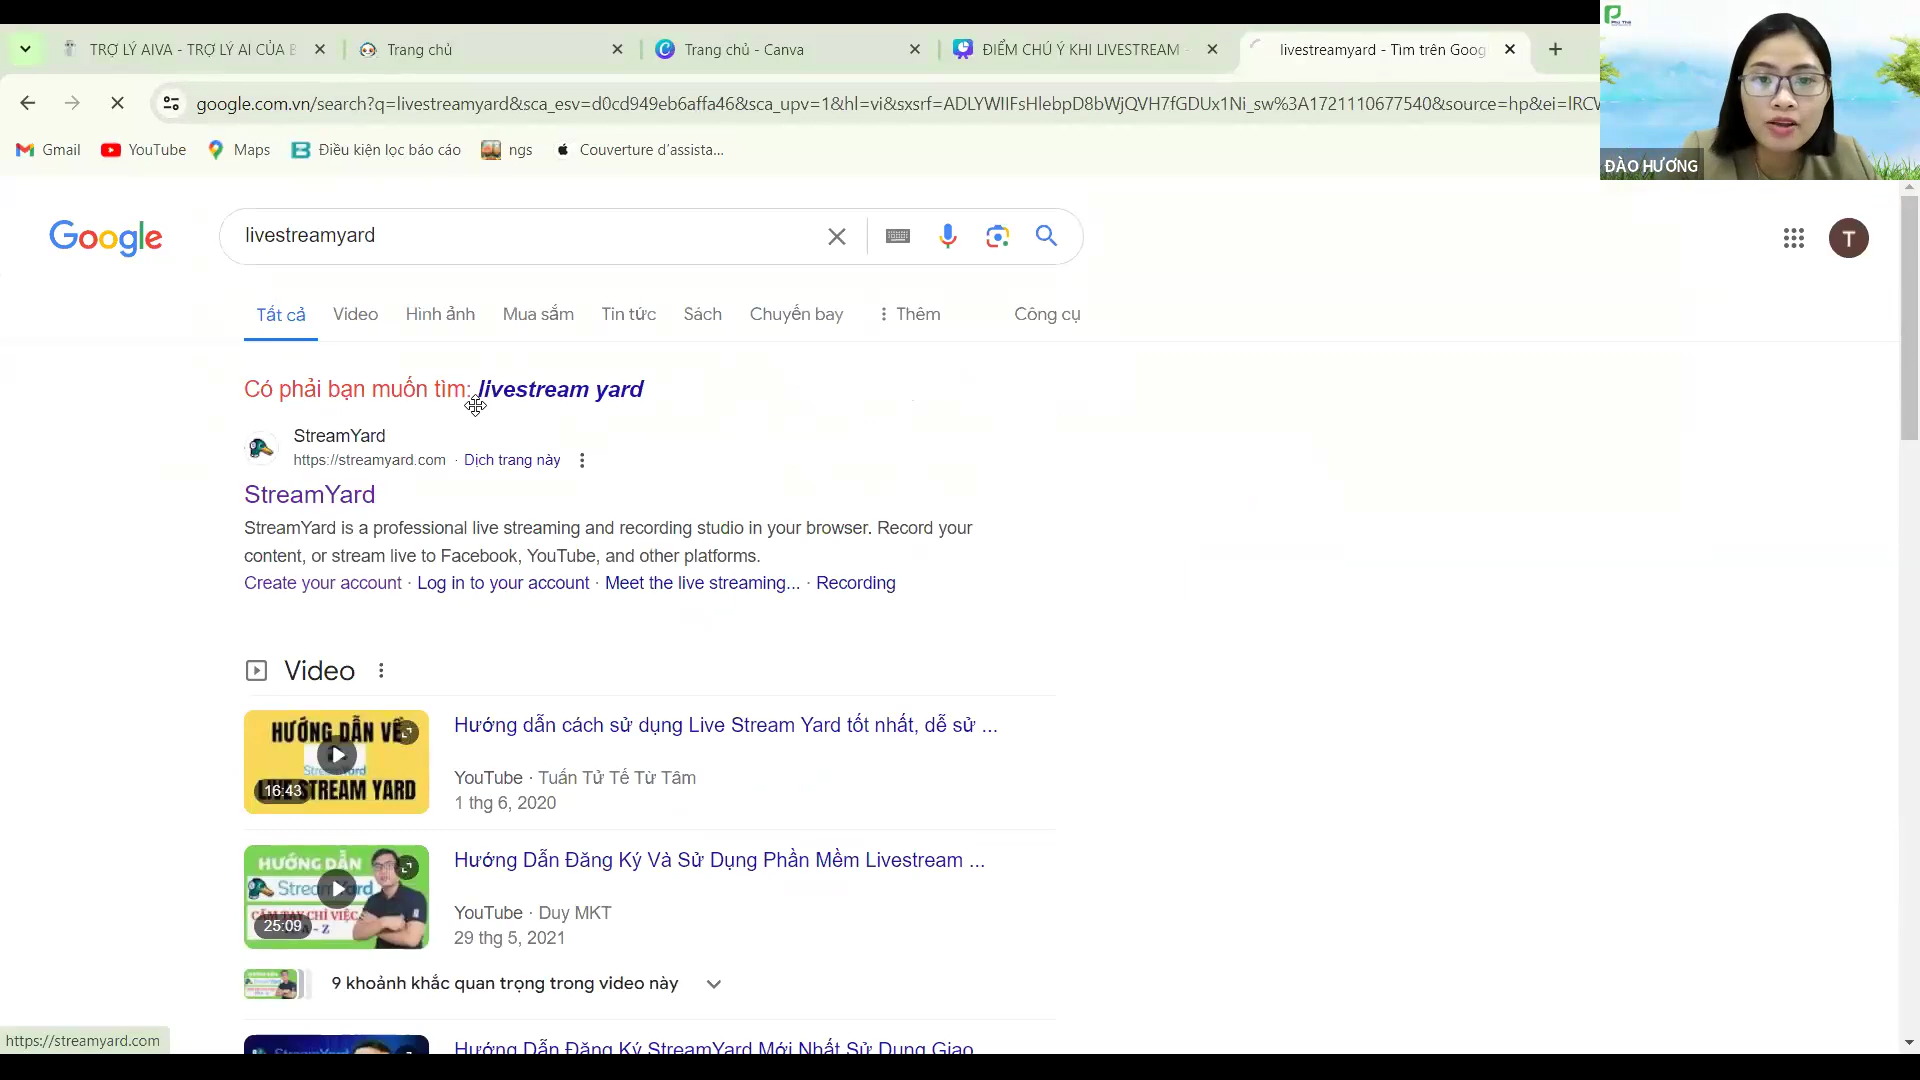 TRỢ LÝ AIVA - TRỢ LÝ AI CỦA B
Trang chủ
Trang chủ - Canva
ĐIỂM CHÚ Ý KHI LIVESTREAM -
livestreamyard - Tìm trên Goog
google.com.vn/search?q=livestreamyard&sca_esv=d0cd949eb6affa46&sca_upv=1&hl=vi&sxsrf=ADLYWIIFsHlebpD8bWjQVH7fGDUx1Ni_sw%3A1721110677540&source=hp&ei=lRCW
Gmail
YouTube
Maps
Điều kiện lọc báo cáo
ngs
Couverture d'assista...
ĐÀO HƯƠNG
Google
livestreamyard
T
Tất cả
Video
Hình ảnh
Mua sắm
Tin tức
Sách
Chuyến bay
Thêm
Công cụ
Có phải bạn muốn tìm: livestream yard
StreamYard
https://streamyard.com · Dịch trang này
StreamYard
StreamYard is a professional live streaming and recording studio in your browser. Record your
content, or stream live to Facebook, YouTube, and other platforms.
Create your account · Log in to your account · Meet the live streaming... · Recording
Video
HƯỚNG DẪN VỀ
StreamYard
LIVE STREAM YARD
16:43
Hướng dẫn cách sử dụng Live Stream Yard tốt nhất, dễ sử ...
YouTube · Tuấn Tử Tế Từ Tâm
1 thg 6, 2020
HƯỚNG DẪN
StreamYard
CẦM TAY CHỈ VIỆC
- Z
25:09
Hướng Dẫn Đăng Ký Và Sử Dụng Phần Mềm Livestream ...
YouTube · Duy MKT
29 thg 5, 2021
9 khoảnh khắc quan trọng trong video này
Hướng Dẫn Đăng Ký StreamYard Mới Nhất Sử Dụng Giao
https://streamyard.com